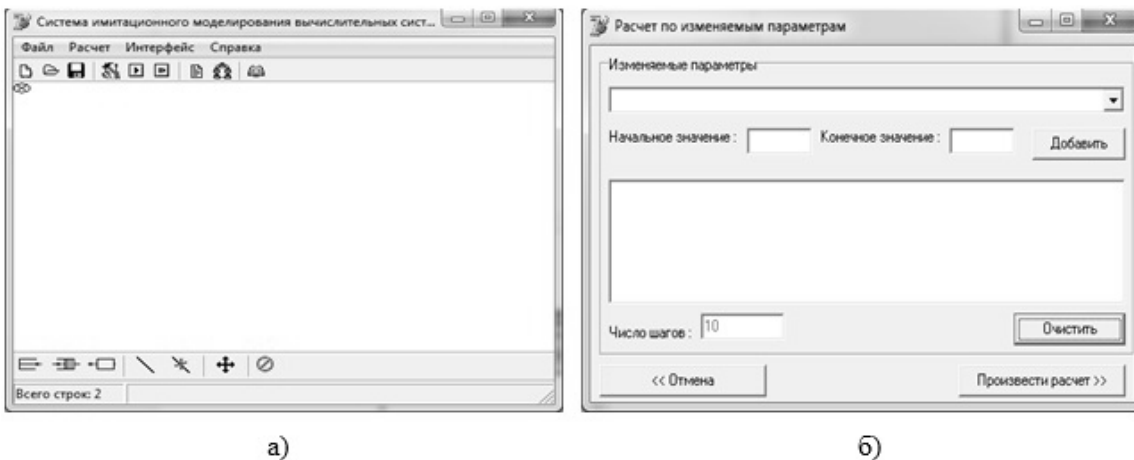 Система имитационного моделирования вычислительных сист...
Файл Расчет Интерфейс Справка
Всего строк: 2
а)
Расчет по изменяемым параметрам
Изменяемые параметры
Начальное значение : Конечное значение : Добавить
Число шагов : 10 Очистить
<< Отмена Произвести расчет >>
б)